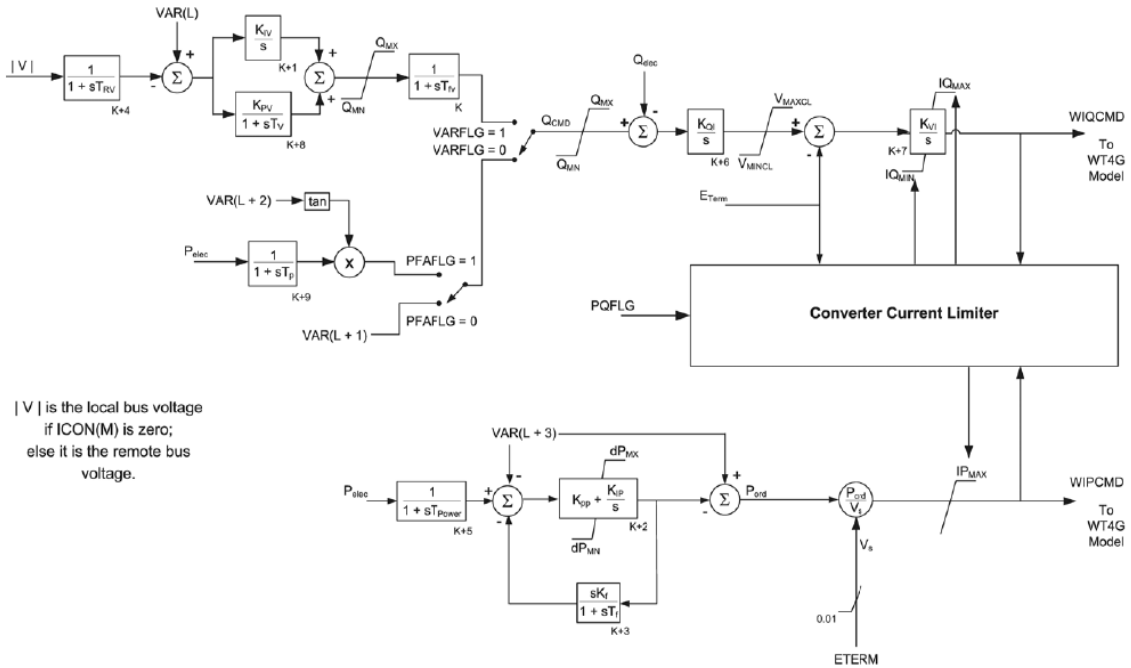 VAR(L)
| V |
1
1 + sT_RV
K+4
-
+
Σ
K_IV
s
K+1
K_PV
1 + sT_V
K+8
+
+
Σ
Q_MX
Q_MN
1
1 + sT_fv
K
VARFLG = 1
VARFLG = 0
Q_CMD
Q_MX
Q_MN
Q_elec
-
+
Σ
K_QI
s
K+6
V_MAXCL
V_MINCL
+
-
Σ
K_VI
s
K+7
IQ_MAX
IQ_MIN
WIQCMD
To
WT4G
Model
E_Term
VAR(L + 2)
tan
P_elec
1
1 + sT_p
K+9
X
PFAFLG = 1
PFAFLG = 0
VAR(L + 1)
PQFLG
Converter Current Limiter
| V | is the local bus voltage
if ICON(M) is zero;
else it is the remote bus
voltage.
VAR(L + 3)
P_elec
1
1 + sT_Power
K+5
+
-
-
Σ
dP_MX
K_PP + K_IP
s
K+2
dP_MN
sK_f
1 + sT_f
K+3
+
-
Σ
P_ord
P_ord
V_s
V_s
0.01
ETERM
IP_MAX
WIPCMD
To
WT4G
Model